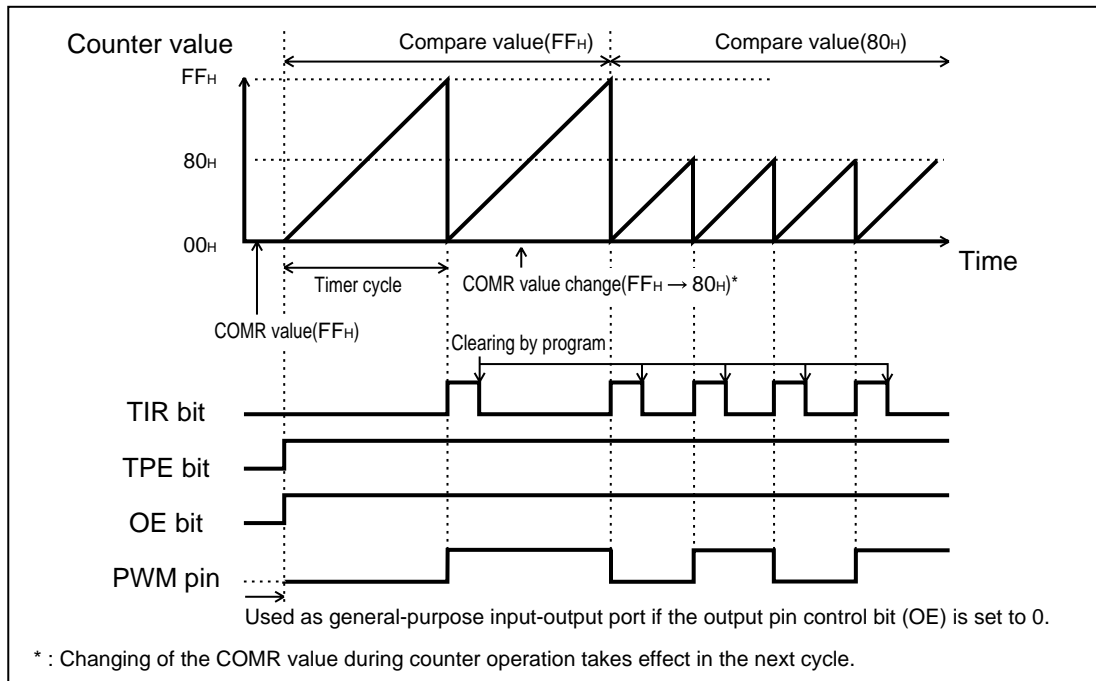 Counter value
Compare value(FFH)
Compare value(80H)
FFH
80H
00H
Time
Timer cycle
COMR value change(FFH → 80H)*
COMR value(FFH)
Clearing by program
TIR bit
TPE bit
OE bit
PWM pin
Used as general-purpose input-output port if the output pin control bit (OE) is set to 0.
* : Changing of the COMR value during counter operation takes effect in the next cycle.